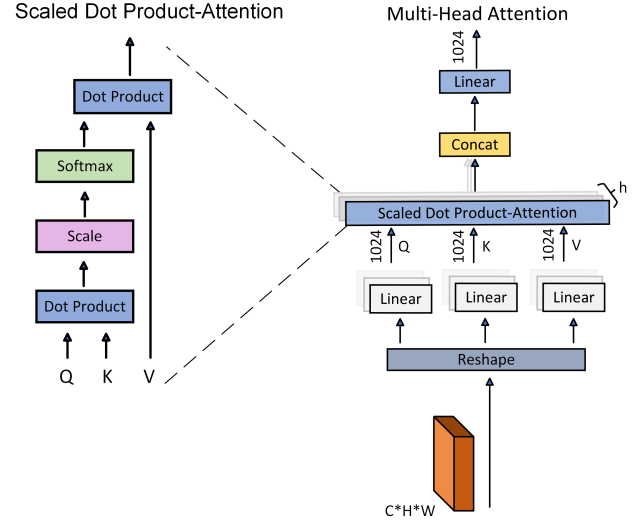 Scaled Dot Product-Attention
Dot Product
Softmax
Scale
Dot Product
Q K V
Multi-Head Attention
1024
Linear
Concat
h
Scaled Dot Product-Attention
1024 Q 1024 K 1024 V
Linear Linear Linear
Reshape
C*H*W